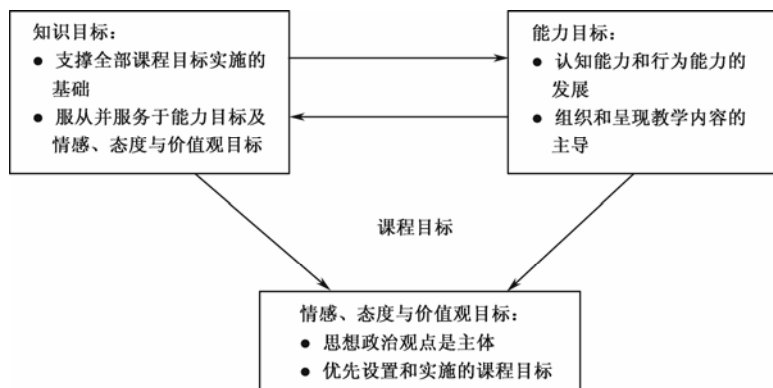 知识目标：
● 支撑全部课程目标实施的
基础
● 服从并服务于能力目标及
情感、态度与价值观目标
能力目标：
● 认知能力和行为能力的
发展
● 组织和呈现教学内容的
主导
课程目标
情感、态度与价值观目标：
● 思想政治观点是主体
● 优先设置和实施的课程目标